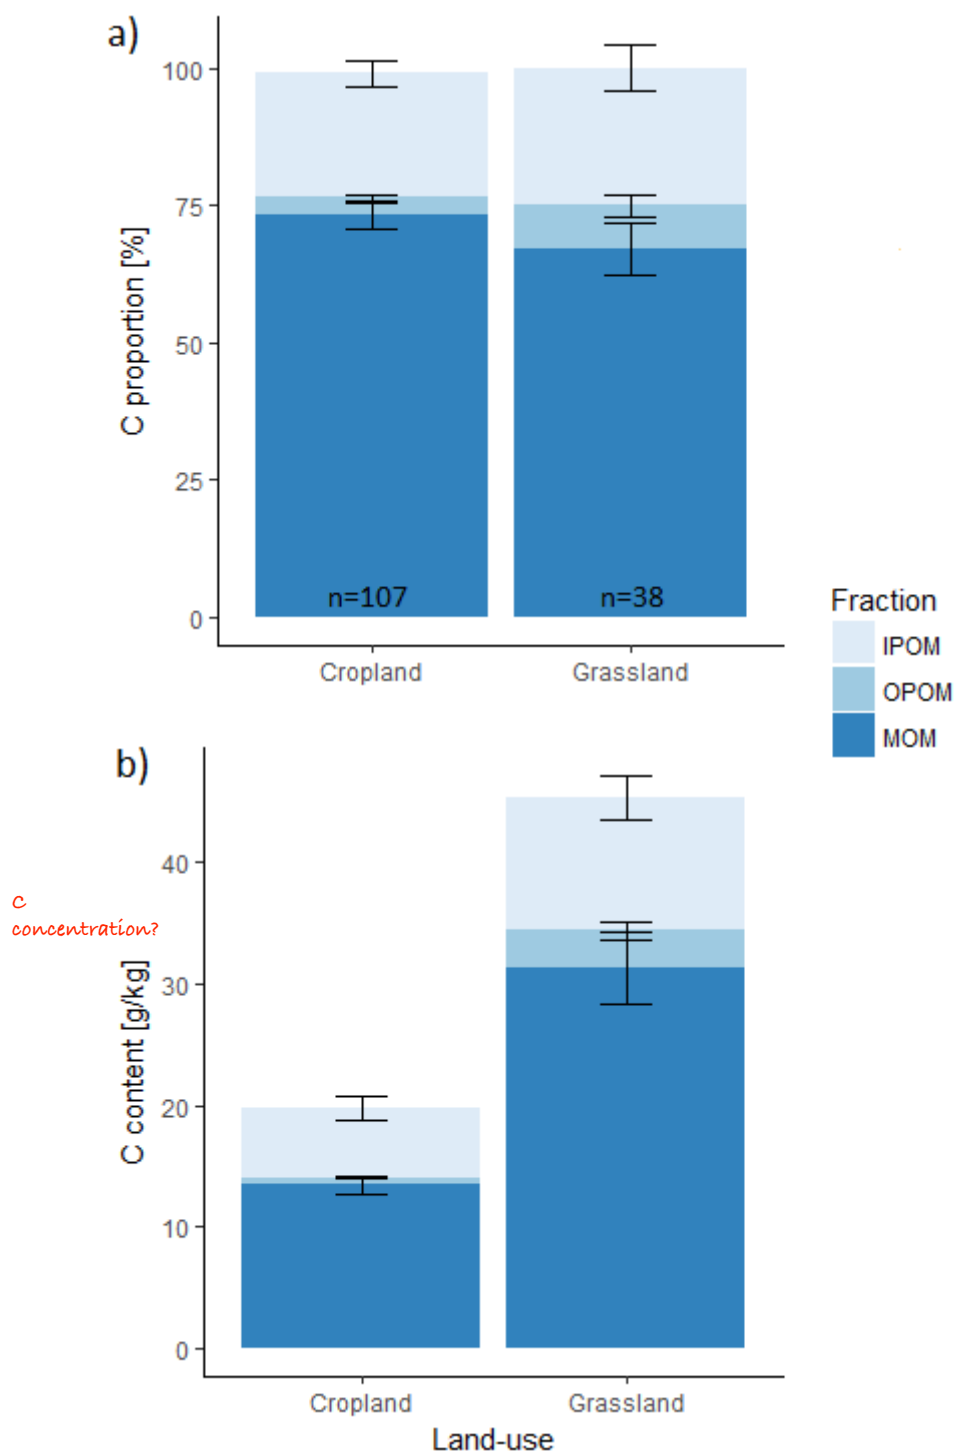 a)
C proportion [%]
100
75
50
25
0
n=107
n=38
Cropland
Grassland
Fraction
IPOM
OPOM
MOM
b)
C
concentration?
C content [g/kg]
40
30
20
10
0
Cropland
Grassland
Land-use